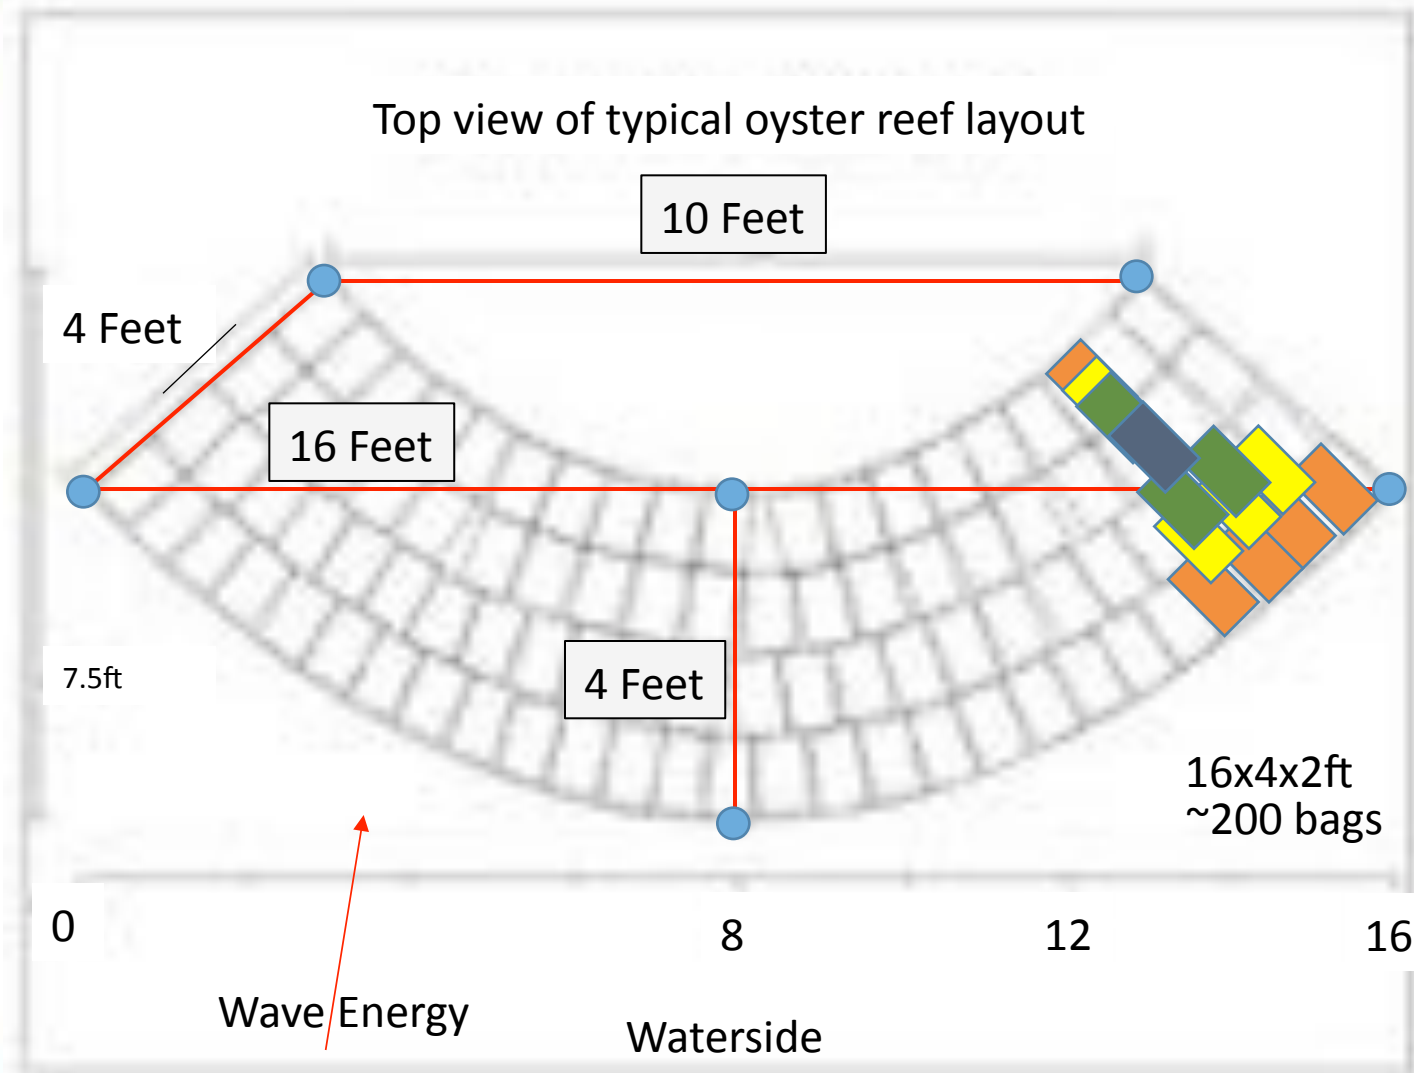 Top view of typical oyster reef layout
10 Feet
4 Feet
16 Feet
4 Feet
7.5ft
16x4x2ft
~200 bags
0
8
12
16
Wave Energy
Waterside